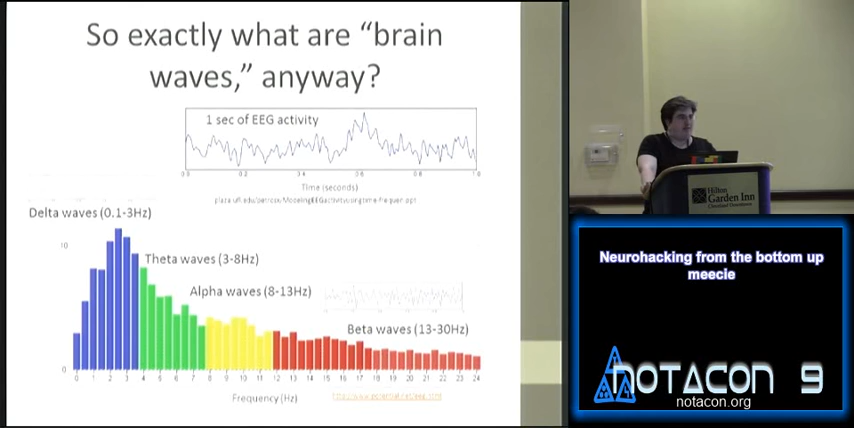 So exactly what are “brain
waves,” anyway?
1 sec of EEG activity
0.2
0.4
0.6
0.8
1.0
Time (seconds)
Delta waves (0.1-3Hz)
10
Theta waves (3-8Hz)
Alpha waves (8-13Hz)
Beta waves (13-30Hz)
0
0 1 2 3 4 5 6 7 8 9 10 11 12 13 14 15 16 17 18 19 20 21 22 23 24
Frequency (Hz)
Hilton
Garden Inn
Neurohacking from the bottom up
meecie
NOTACON 9
notacon.org